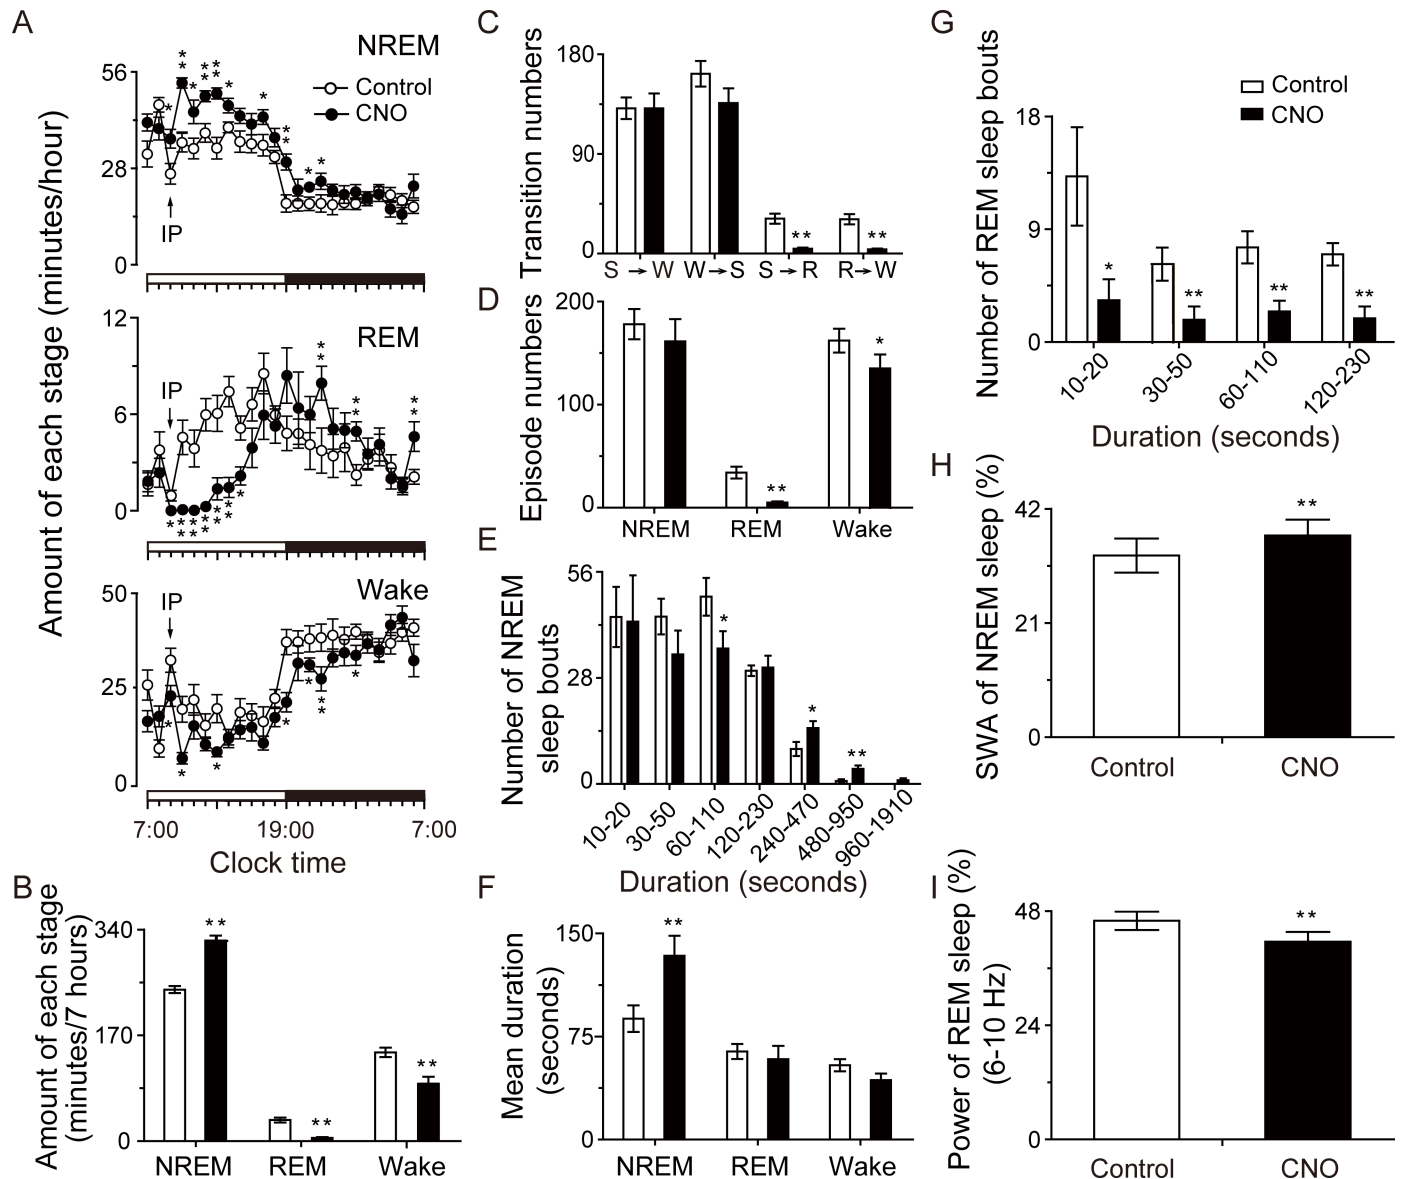 A
NREM
Control
CNO
56
28
0
IP
**
*
*
**
**
*
*
**
*
*
REM
12
6
0
IP
*
**
**
**
**
**
*
**
**
**
Wake
50
25
0
IP
*
*
*
*
*
**
*
Amount of each stage (minutes/hour)
7:00
19:00
7:00
Clock time
B
Amount of each stage
(minutes/7 hours)
340
170
0
**
**
**
NREM
REM
Wake
C
Transition numbers
180
90
0
**
**
S → W
W → S
S → R
R → W
D
Episode numbers
200
100
0
**
*
NREM
REM
Wake
E
Number of NREM
sleep bouts
56
28
0
*
*
**
10-20
30-50
60-110
120-230
240-470
480-950
960-1910
Duration (seconds)
F
Mean duration
(seconds)
150
75
0
**
NREM
REM
Wake
G
Number of REM sleep bouts
Control
CNO
18
9
0
*
**
**
**
10-20
30-50
60-110
120-230
Duration (seconds)
H
SWA of NREM sleep (%)
42
21
0
**
Control
CNO
I
Power of REM sleep (%)
(6-10 Hz)
48
24
0
**
Control
CNO